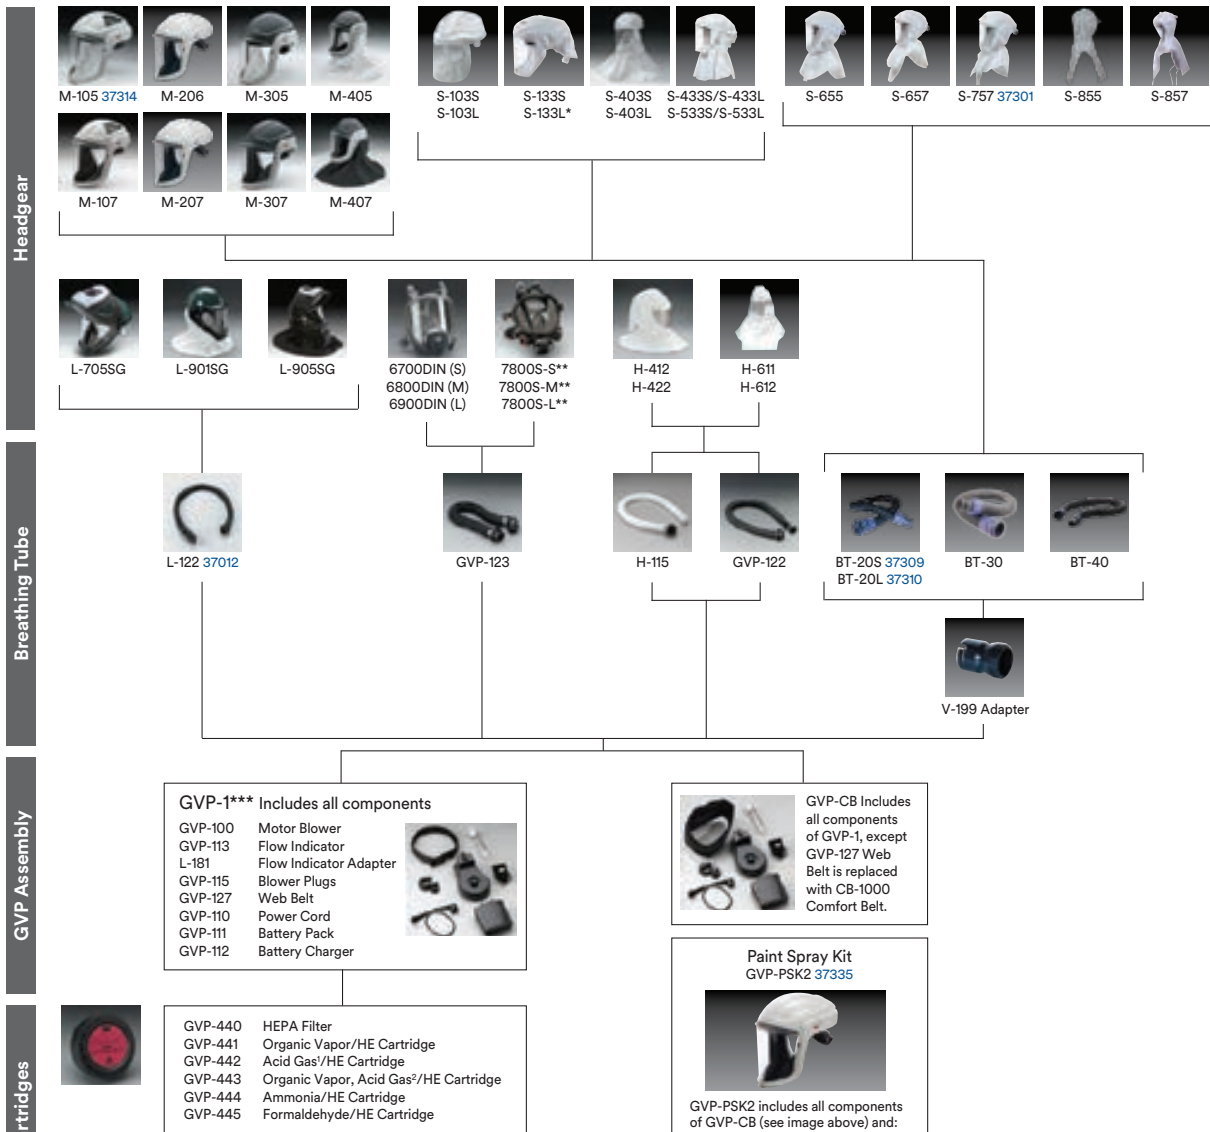 Headgear
M-105 37314 M-206 M-305 M-405
S-103S S-133S S-403S S-433S/S-433L
S-103L S-133L* S-403L S-533S/S-533L
S-655 S-657 S-757 37301 S-855 S-857
M-107 M-207 M-307 M-407
L-705SG L-901SG L-905SG
6700DIN (S) 7800S-S**
6800DIN (M) 7800S-M**
6900DIN (L) 7800S-L**
H-412 H-611
H-422 H-612
Breathing Tube
L-122 37012 GVP-123 H-115 GVP-122
BT-20S 37309 BT-30 BT-40
BT-20L 37310
V-199 Adapter
GVP Assembly
GVP-1*** Includes all components
GVP-100 Motor Blower
GVP-113 Flow Indicator
L-181 Flow Indicator Adapter
GVP-115 Blower Plugs
GVP-127 Web Belt
GVP-110 Power Cord
GVP-111 Battery Pack
GVP-112 Battery Charger
GVP-CB Includes
all components
of GVP-1, except
GVP-127 Web
Belt is replaced
with CB-1000
Comfort Belt.
Paint Spray Kit
GVP-PSK2 37335
GVP-PSK2 includes all components
of GVP-CB (see image above) and:
rtridges
GVP-440 HEPA Filter
GVP-441 Organic Vapor/HE Cartridge
GVP-442 Acid Gas¹/HE Cartridge
GVP-443 Organic Vapor, Acid Gas²/HE Cartridge
GVP-444 Ammonia/HE Cartridge
GVP-445 Formaldehyde/HE Cartridge